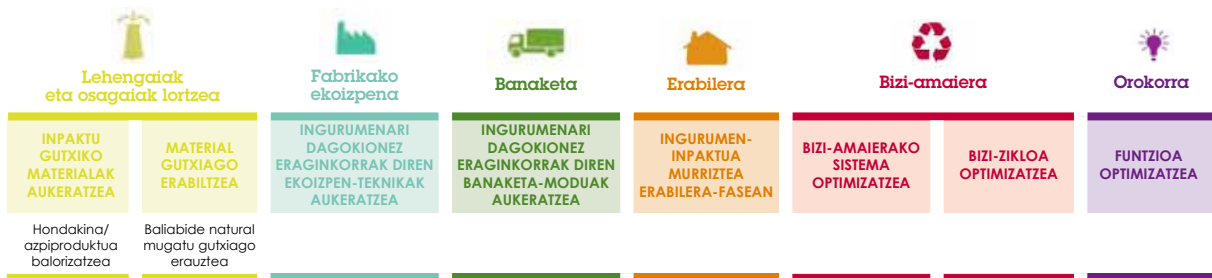 Lehengaiak
eta osagaiak lortzea
Fabrikako
ekoizpena
Banaketa
Erabilera
Bizi-amaiera
Orokorra
INPAKTU
GUTXIKO
MATERIALAK
AUKERATZEA
MATERIAL
GUTXIAGO
ERABILTZEA
INGURUMENARI
DAGOKIONEZ
ERAGINKORRAK DIREN
EKOIZPEN-TEKNIKAK
AUKERATZEA
INGURUMENARI
DAGOKIONEZ
ERAGINKORRAK DIREN
BANAKETA-MODUAK
AUKERATZEA
INGURUMEN-
INPAKTUA
MURRIZTEA
ERABILERA-FASEAN
BIZI-AMAIERAKO
SISTEMA
OPTIMIZATZEA
BIZI-ZIKLOA
OPTIMIZATZEA
FUNTZIOA
OPTIMIZATZEA
Hondakina/
azpiproduktua
balorizatzea
Baliabide natural
mugatu gutxiago
erauztea